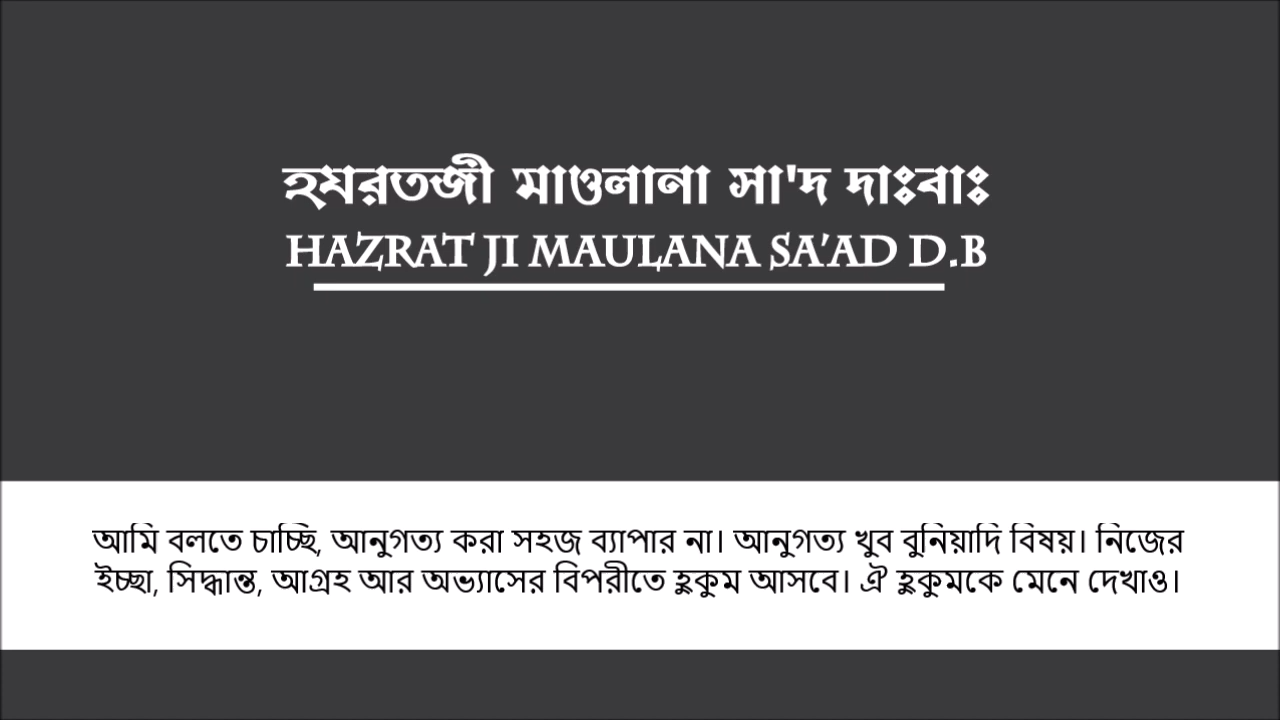 হযরতজী মাওলানা সা'দ দাঃবাঃ
HAZRAT JI MAULANA SA'AD D.B
আমি বলতে চাচ্ছি, আনুগত্য করা সহজ ব্যাপার না। আনুগত্য খুব বুনিয়াদি বিষয়। নিজের
ইচ্ছা, সিদ্ধান্ত, আগ্রহ আর অভ্যাসের বিপরীতে হুকুম আসবে। ঐ হুকুমকে মেনে দেখাও।